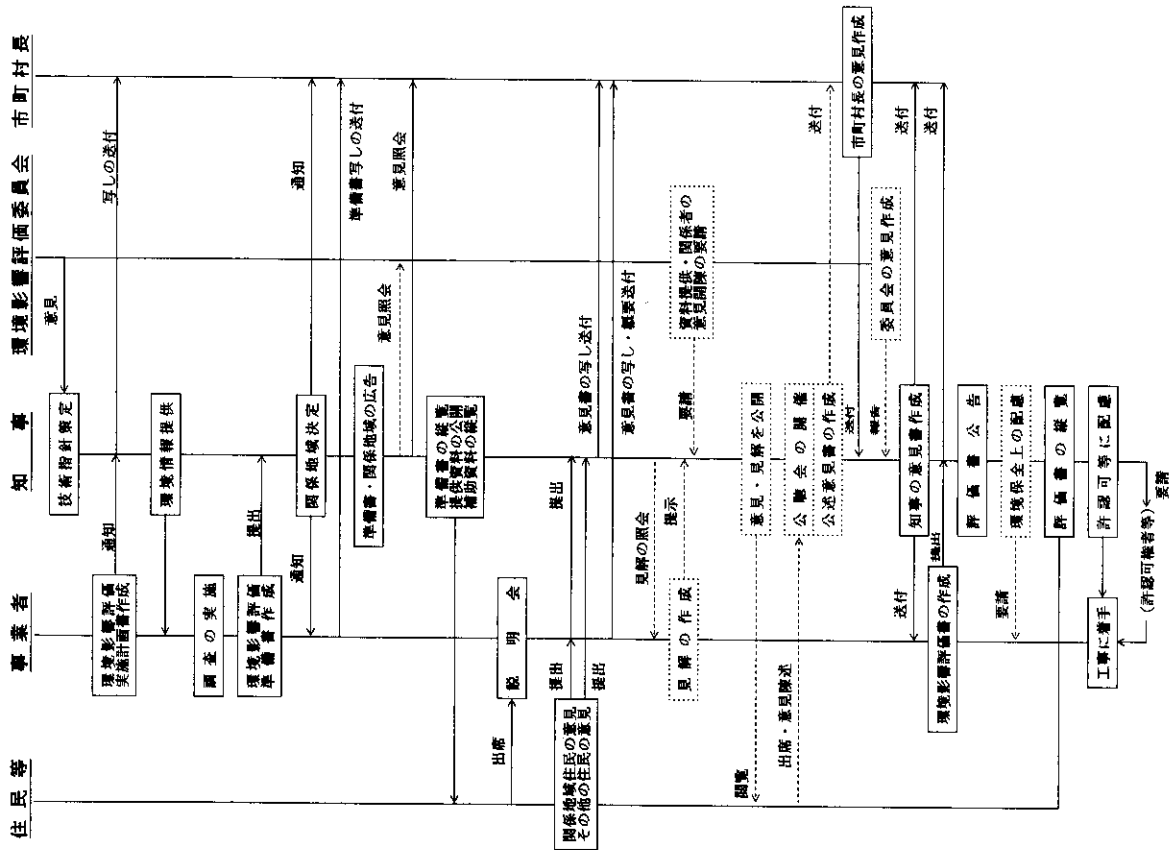 住民等
事業者
知事
環境影響評価委員会
市町村長
意見
技術指針策定
環境影響評価
実施計画書作成
通知
写しの送付
環境情報提供
調査の実施
環境影響評価
準備書作成
提出
関係地域決定
通知
通知
準備書写しの送付
準備書・関係地域の広告
意見照会
意見照会
準備書の縦覧
提供資料の公開
補助資料の縦覧
説明会
出席
関係地域住民の意見
その他の住民の意見
提出
提出
提出
意見書の写し送付
意見書の写し・概要送付
見解の照会
見解の作成
提示
資料提供・関係者の
意見開陳の要請
要請
意見・見解を公開
閲覧
公聴会の開催
公述意見書の作成
出席・意見陳述
送付
市町村長の意見作成
送付
委員会の意見作成
報告
知事の意見書作成
送付
送付
環境影響評価書の作成
提出
送付
評価書公告
環境保全上の配慮
要請
評価書の縦覧
許認可等に配慮
工事に着手
(許認可権者等)
要請